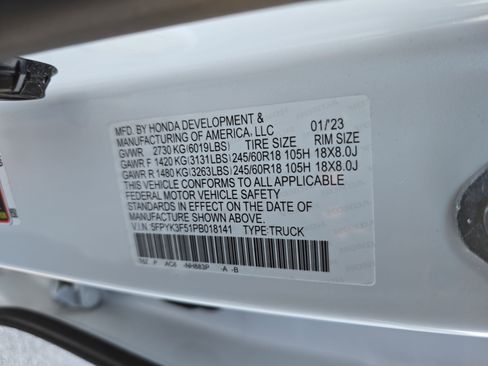 MFD. BY HONDA DEVELOPMENT &
MANUFACTURING OF AMERICA, LLC 01/'23
GVWR 2730 KG (6019LBS) TIRE SIZE RIM SIZE
GAWR F 1420 KG (3131LBS) 245/60R18 105H 18X8.0J
GAWR R 1480 KG (3263LBS) 245/60R18 105H 18X8.0J
THIS VEHICLE CONFORMS TO ALL APPLICABLE
FEDERAL MOTOR VEHICLE SAFETY
STANDARDS IN EFFECT ON THE DATE OF
MANUFACTURE SHOWN ABOVE.
V.I.N: 5FPYK3F51PB018141 TYPE:TRUCK
P AC6 NH883P -A -B